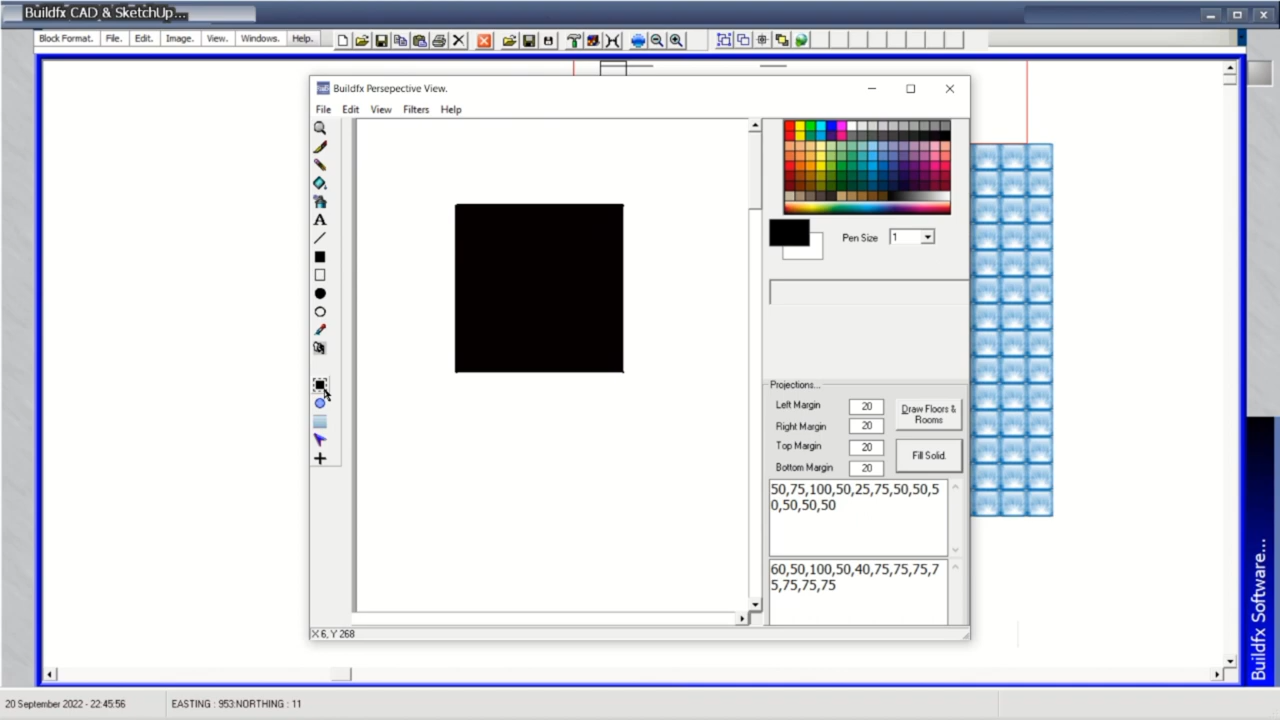 Buildfx CAD & SketchUp...
Block Format. File. Edit. Image. View. Windows. Help.
Buildfx Persepective View.
File Edit View Filters Help
A
Pen Size 1
Projections...
Left Margin 20
Right Margin 20
Top Margin 20
Bottom Margin 20
Draw Floors &
Rooms
Fill Solid.
50,75,100,50,25,75,50,50,5
0,50,50,50
60,50,100,50,40,75,75,75,7
5,75,75,75
X 6, Y 268
Buildfx Software...
20 September 2022 - 22:45:56 EASTING : 953:NORTHING : 11